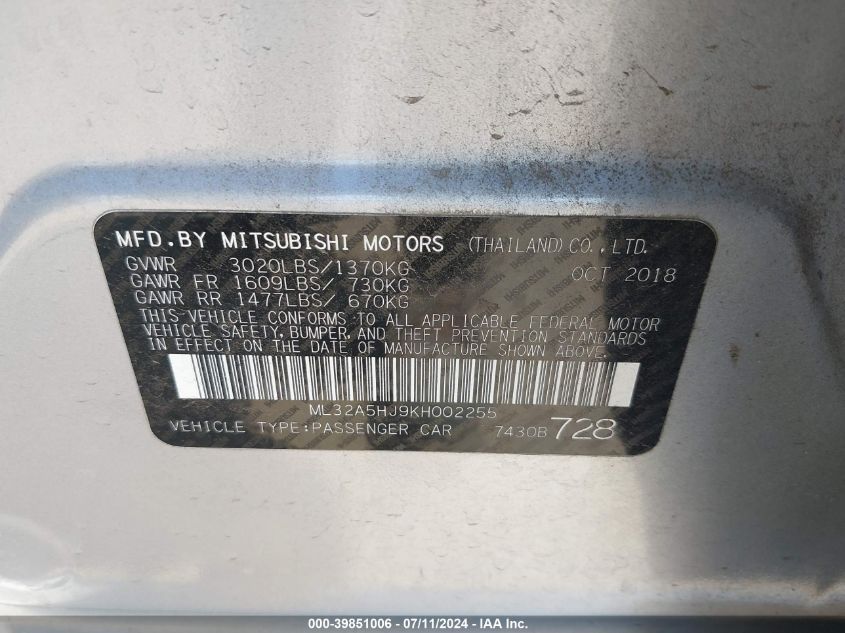 MFD.BY MITSUBISHI MOTORS (THAILAND)CO.,LTD.
GVWR 3020LBS/1370KG OCT 2018
GAWR FR 1609LBS/ 730KG
GAWR RR 1477LBS/ 670KG
THIS VEHICLE CONFORMS TO ALL APPLICABLE FEDERAL MOTOR
VEHICLE SAFETY, BUMPER, AND THEFT PREVENTION STANDARDS
IN EFFECT ON THE DATE OF MANUFACTURE SHOWN ABOVE.
ML32A5HJ9KH002255
VEHICLE TYPE:PASSENGER CAR 7430B 728
000-39851006 - 07/11/2024 - IAA Inc.